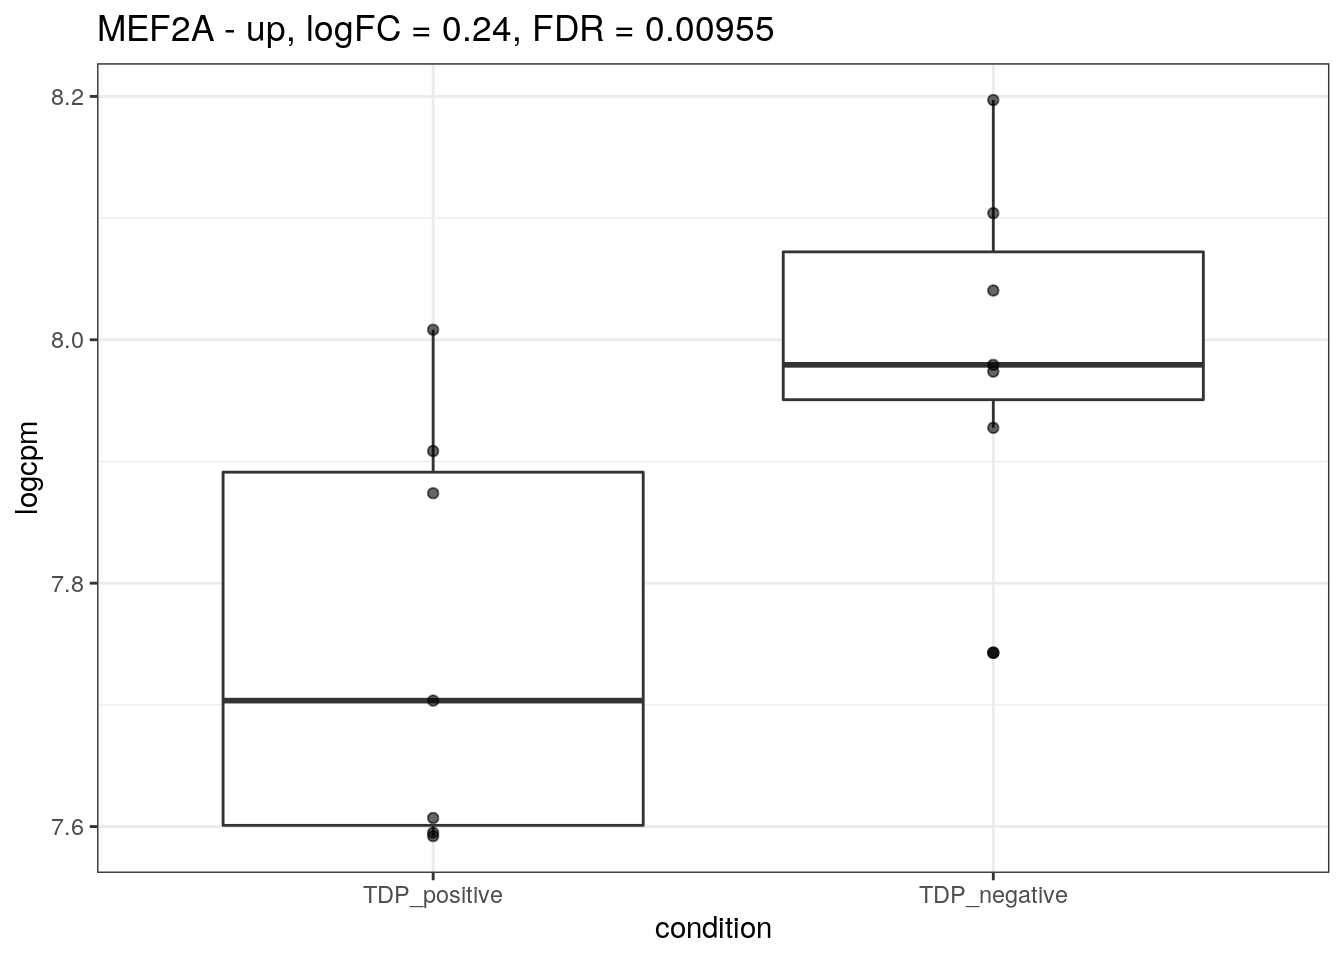 MEF2A - up, logFC = 0.24, FDR = 0.00955
8.2
8.0
7.8
7.6
logcpm
TDP_positive
TDP_negative
condition